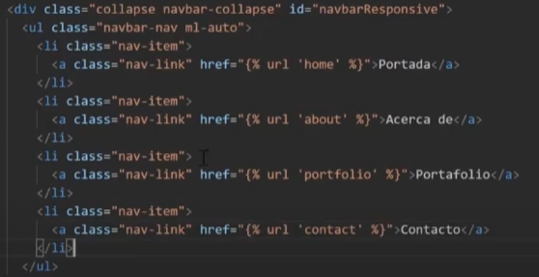 <div class="collapse navbar-collapse" id="navbarResponsive">
<ul class="navbar-nav ml-auto">
<li class="nav-item">
<a class="nav-link" href="{% url 'home' %}">Portada</a>
</li>
<li class="nav-item">
<a class="nav-link" href="{% url 'about' %}">Acerca de</a>
</li>
<li class="nav-item">
<a class="nav-link" href="{% url 'portfolio' %}">Portafolio</a>
</li>
<li class="nav-item">
<a class="nav-link" href="{% url 'contact' %}">Contacto</a>
</li>
</ul>